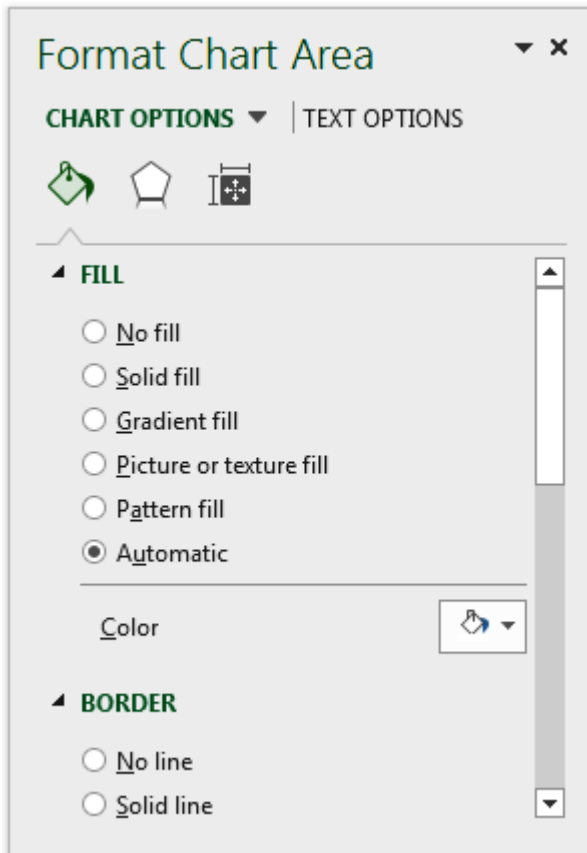 Format Chart Area
CHART OPTIONS TEXT OPTIONS
FILL
No fill
Solid fill
Gradient fill
Picture or texture fill
Pattern fill
Automatic
Color
BORDER
No line
Solid line